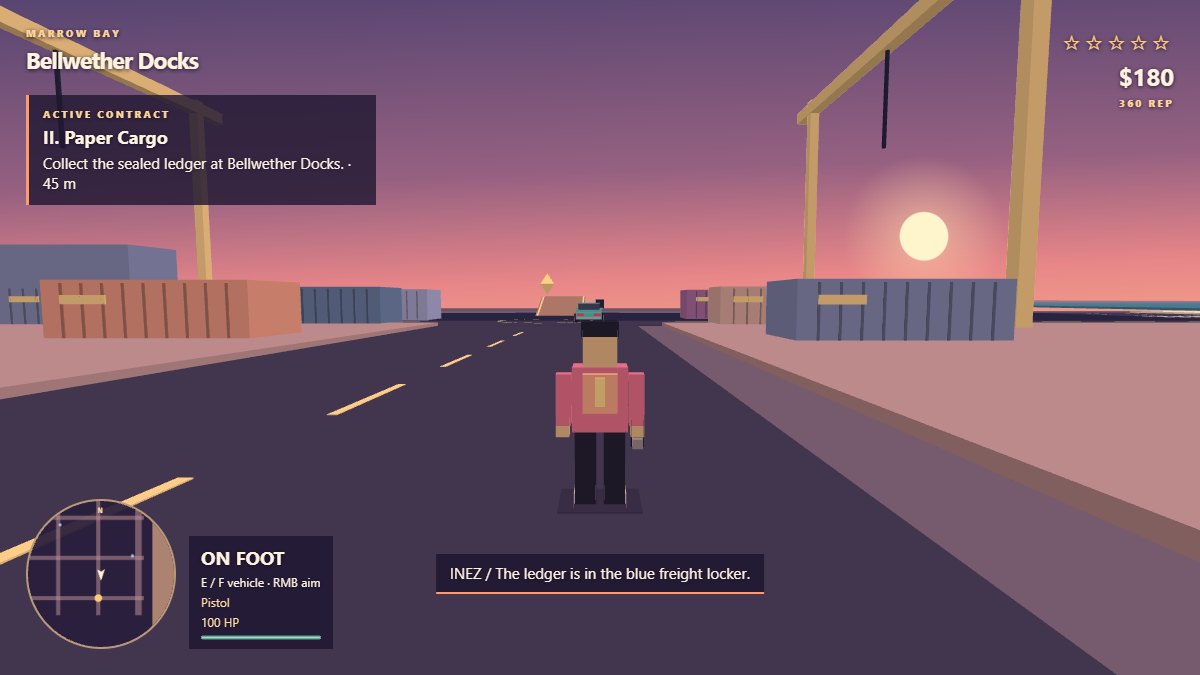 MARROW BAY
Bellwether Docks
ACTIVE CONTRACT
II. Paper Cargo
Collect the sealed ledger at Bellwether Docks. ·
45 m
☆☆☆☆☆
$180
360 REP
N
ON FOOT
E / F vehicle · RMB aim
Pistol
100 HP
INEZ / The ledger is in the blue freight locker.